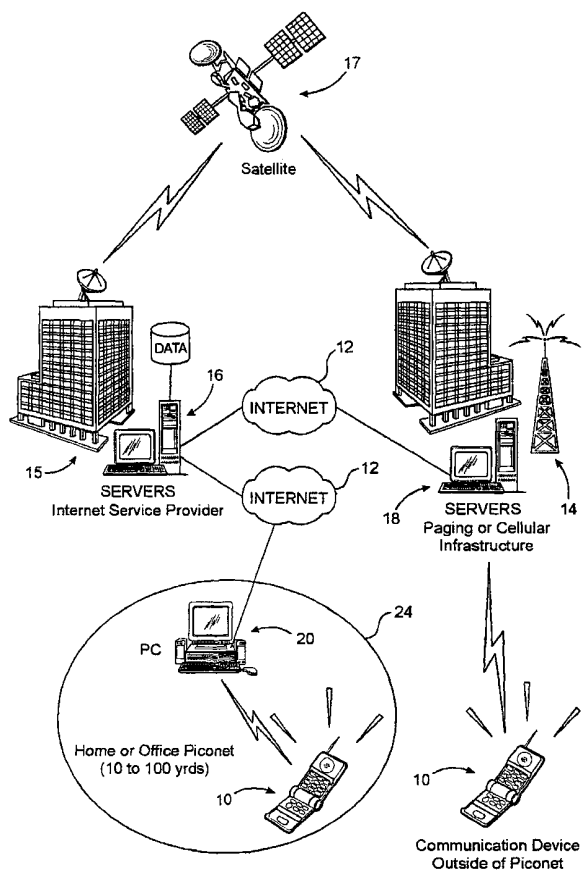 17
Satellite
DATA
16
12
INTERNET
15
SERVERS
Internet Service Provider
12
INTERNET
18
SERVERS
Paging or Cellular
Infrastructure
14
PC
20
24
Home or Office Piconet
(10 to 100 yrds)
10
10
Communication Device
Outside of Piconet